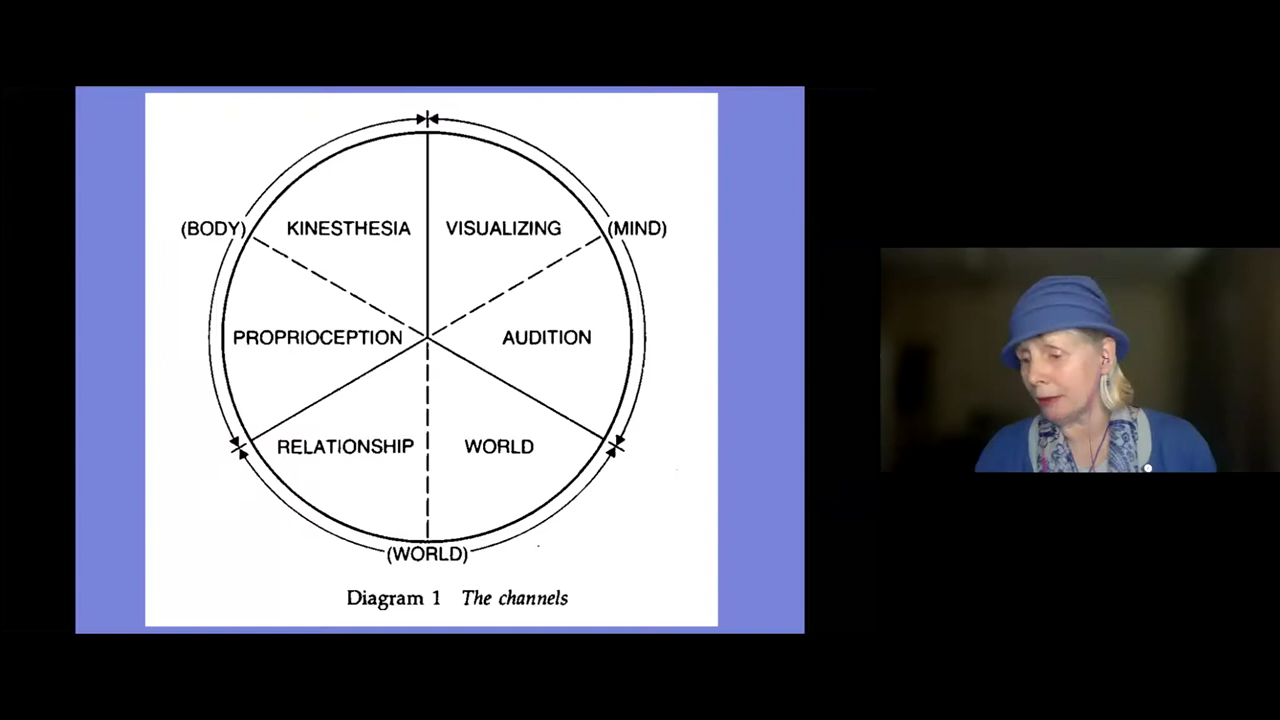 (BODY) KINESTHESIA VISUALIZING (MIND)
PROPRIOCEPTION AUDITION
RELATIONSHIP WORLD
(WORLD)
Diagram 1 The channels